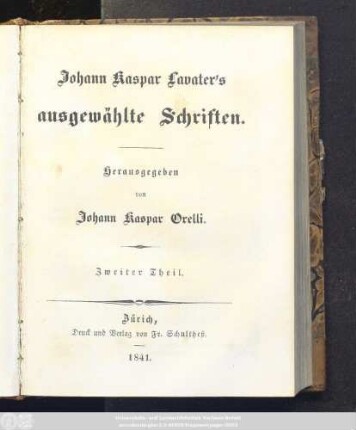 Johann Kaspar Lavater's
ausgewählte Schriften.
Herausgegeben
von
Johann Kaspar Orelli.
Zweiter Theil.
Zürich,
Druck und Verlag von Fr. Schultheß.
1841.